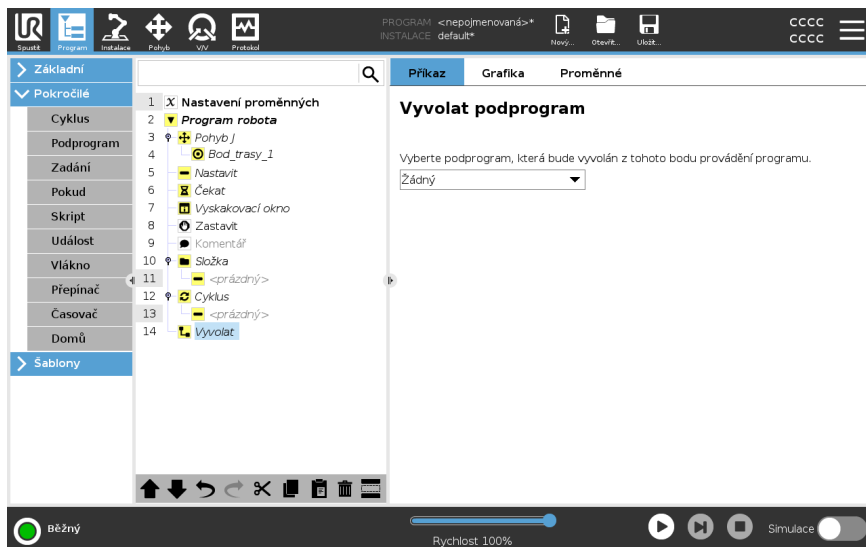 UR
PROGRAM <nepojmenovaná>*
INSTALACE default*
CCCC
CCCC
Spustit Program Instalace Pohyb V/V Protokol
Nový... Otevřít... Uložit...
Základní
Pokročilé
Cyklus
Podprogram
Zadání
Pokud
Skript
Událost
Vlákno
Přepínač
Časovač
Domů
Šablony
1 X Nastavení proměnných
2 Program robota
3 Pohyb J
4 Bod_trasy_1
5 Nastavit
6 Čekat
7 Vyskakovací okno
8 Zastavit
9 Komentář
10 Složka
11 <prázdný>
12 Cyklus
13 <prázdný>
14 Vyvolat
Příkaz Grafika Proměnné
Vyvolat podprogram
Vyberte podprogram, která bude vyvolán z tohoto bodu provádění programu.
Žádný
Běžný
Rychlost 100%
Simulace